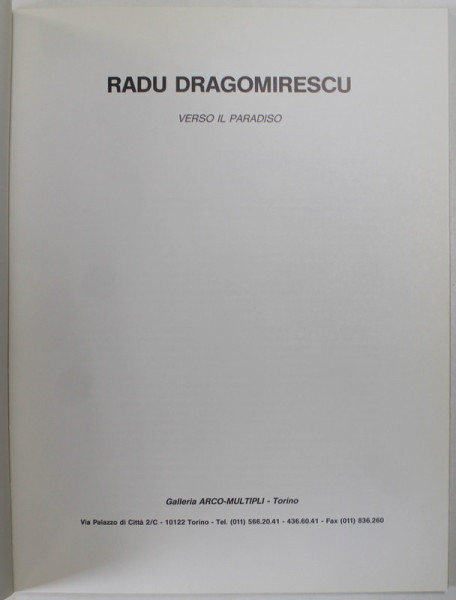 RADU DRAGOMIRESCU
VERSO IL PARADISO
Galleria ARCO-MULTIPLI - Torino
Via Palazzo di Città 2/C - 10122 Torino - Tel. (011) 566.20.41 - 436.60.41 - Fax (011) 836.260